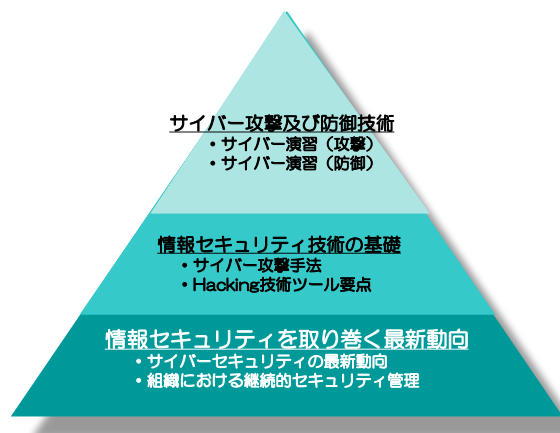 サイバー攻撃及び防御技術
・サイバー演習（攻撃）
・サイバー演習（防御）
情報セキュリティ技術の基礎
・サイバー攻撃手法
・Hacking技術ツール要点
情報セキュリティを取り巻く最新動向
・サイバーセキュリティの最新動向
・組織における継続的セキュリティ管理